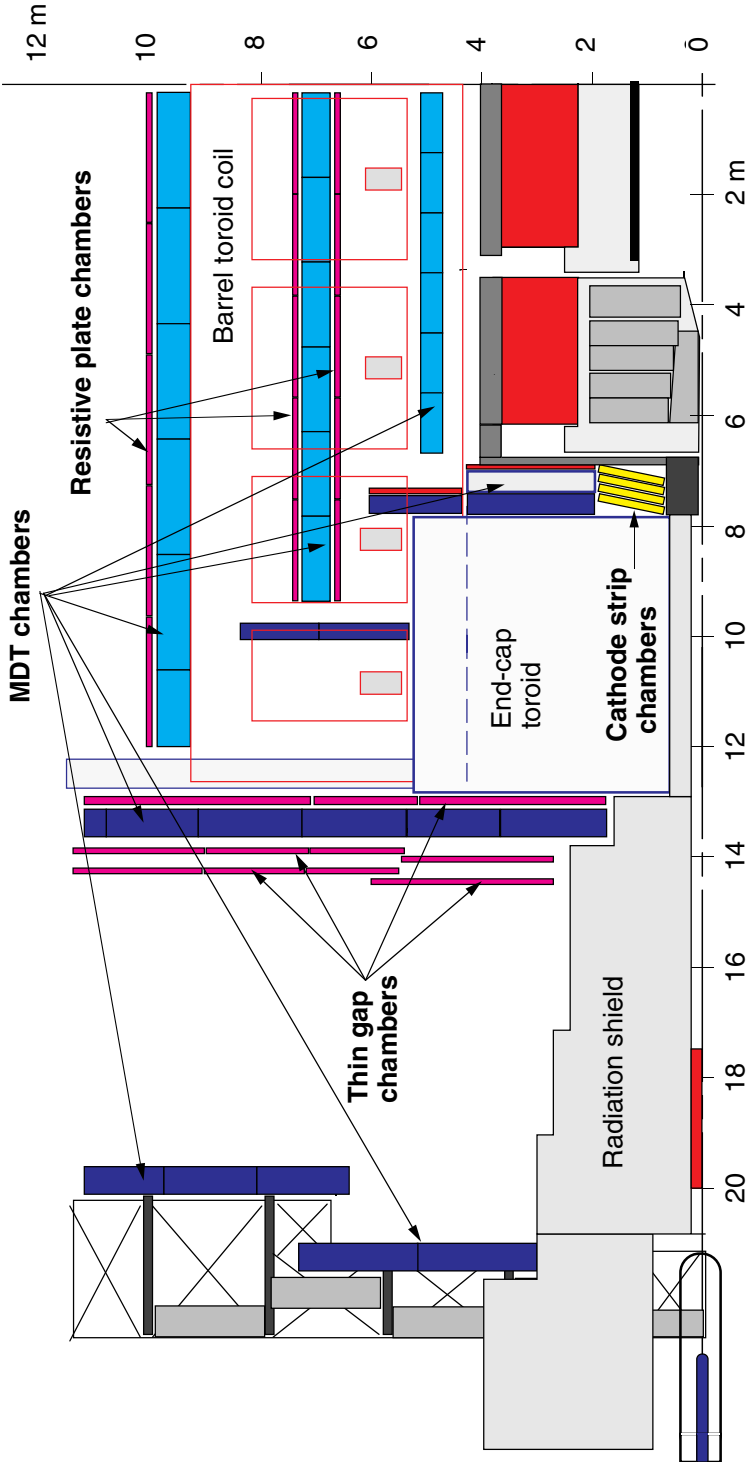 12 m
10
8
6
4
2
0
Resistive plate chambers
Barrel toroid coil
2 m
4
6
MDT chambers
8
End-cap
toroid
Cathode strip
chambers
10
12
14
Thin gap
chambers
16
Radiation shield
18
20